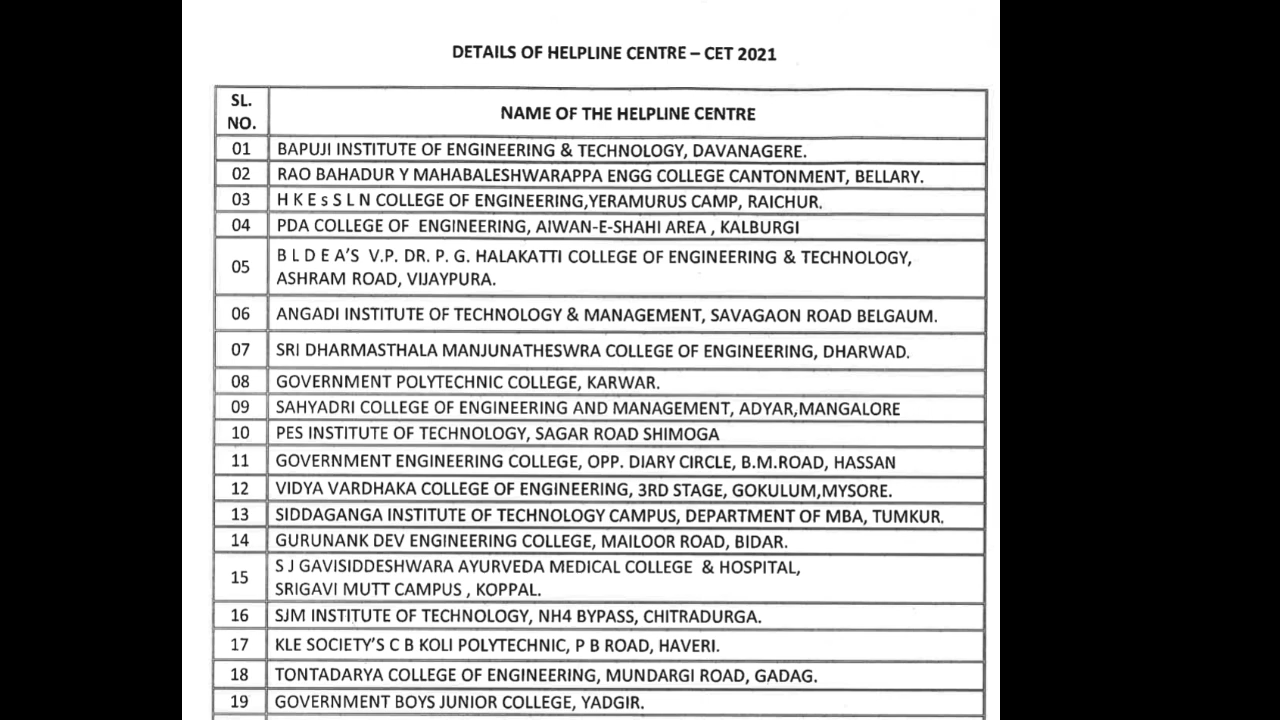 DETAILS OF HELPLINE CENTRE – CET 2021
SL.
NO.
NAME OF THE HELPLINE CENTRE
01 BAPUJI INSTITUTE OF ENGINEERING & TECHNOLOGY, DAVANAGERE.
02 RAO BAHADUR Y MAHABALESHWARAPPA ENGG COLLEGE CANTONMENT, BELLARY.
03 H K E s S L N COLLEGE OF ENGINEERING,YERAMURUS CAMP, RAICHUR.
04 PDA COLLEGE OF ENGINEERING, AIWAN-E-SHAHI AREA , KALBURGI
05 B L D E A'S V.P. DR. P. G. HALAKATTI COLLEGE OF ENGINEERING & TECHNOLOGY,
ASHRAM ROAD, VIJAYPURA.
06 ANGADI INSTITUTE OF TECHNOLOGY & MANAGEMENT, SAVAGAON ROAD BELGAUM.
07 SRI DHARMASTHALA MANJUNATHESWRA COLLEGE OF ENGINEERING, DHARWAD.
08 GOVERNMENT POLYTECHNIC COLLEGE, KARWAR.
09 SAHYADRI COLLEGE OF ENGINEERING AND MANAGEMENT, ADYAR,MANGALORE
10 PES INSTITUTE OF TECHNOLOGY, SAGAR ROAD SHIMOGA
11 GOVERNMENT ENGINEERING COLLEGE, OPP. DIARY CIRCLE, B.M.ROAD, HASSAN
12 VIDYA VARDHAKA COLLEGE OF ENGINEERING, 3RD STAGE, GOKULUM,MYSORE.
13 SIDDAGANGA INSTITUTE OF TECHNOLOGY CAMPUS, DEPARTMENT OF MBA, TUMKUR.
14 GURUNANK DEV ENGINEERING COLLEGE, MAILOOR ROAD, BIDAR.
15 S J GAVISIDDESHWARA AYURVEDA MEDICAL COLLEGE & HOSPITAL,
SRIGAVI MUTT CAMPUS , KOPPAL.
16 SJM INSTITUTE OF TECHNOLOGY, NH4 BYPASS, CHITRADURGA.
17 KLE SOCIETY'S C B KOLI POLYTECHNIC, P B ROAD, HAVERI.
18 TONTADARYA COLLEGE OF ENGINEERING, MUNDARGI ROAD, GADAG.
19 GOVERNMENT BOYS JUNIOR COLLEGE, YADGIR.